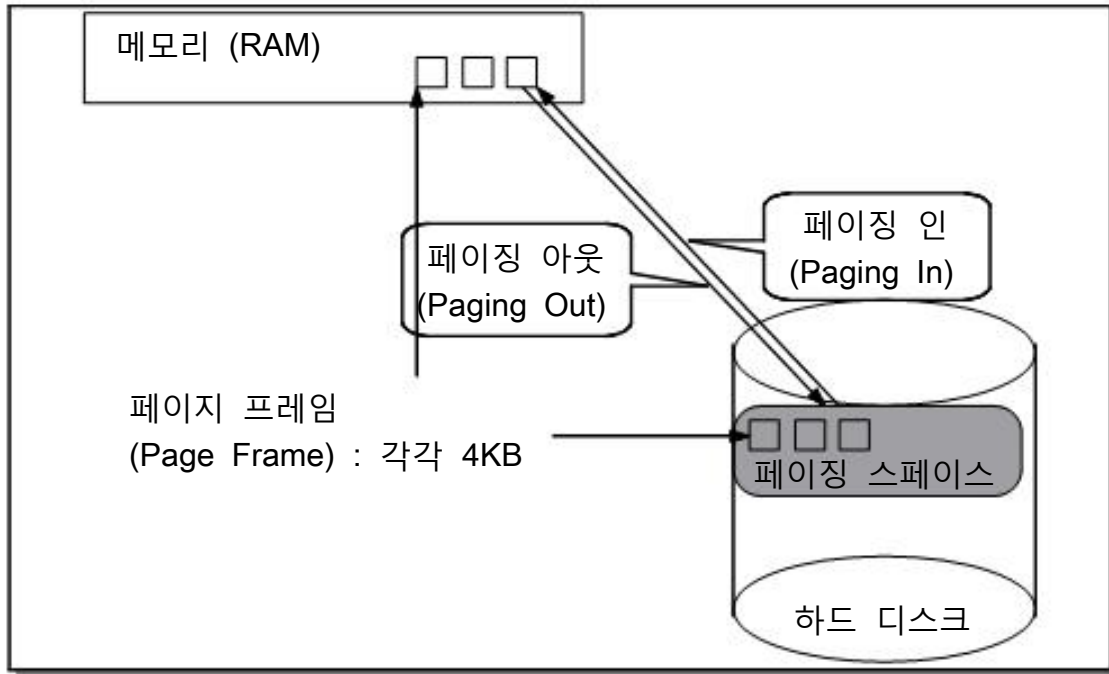 메모리 (RAM)
페이징 인
(Paging In)
페이징 아웃
(Paging Out)
페이지 프레임
(Page Frame) : 각각 4KB
페이징 스페이스
하드 디스크